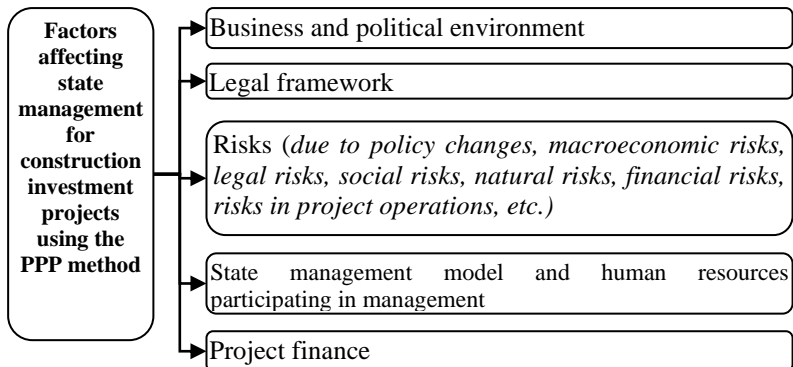 Factors
affecting
state
management
for
construction
investment
projects
using the
PPP method
Business and political environment
Legal framework
Risks (due to policy changes, macroeconomic risks,
legal risks, social risks, natural risks, financial risks,
risks in project operations, etc.)
State management model and human resources
participating in management
Project finance